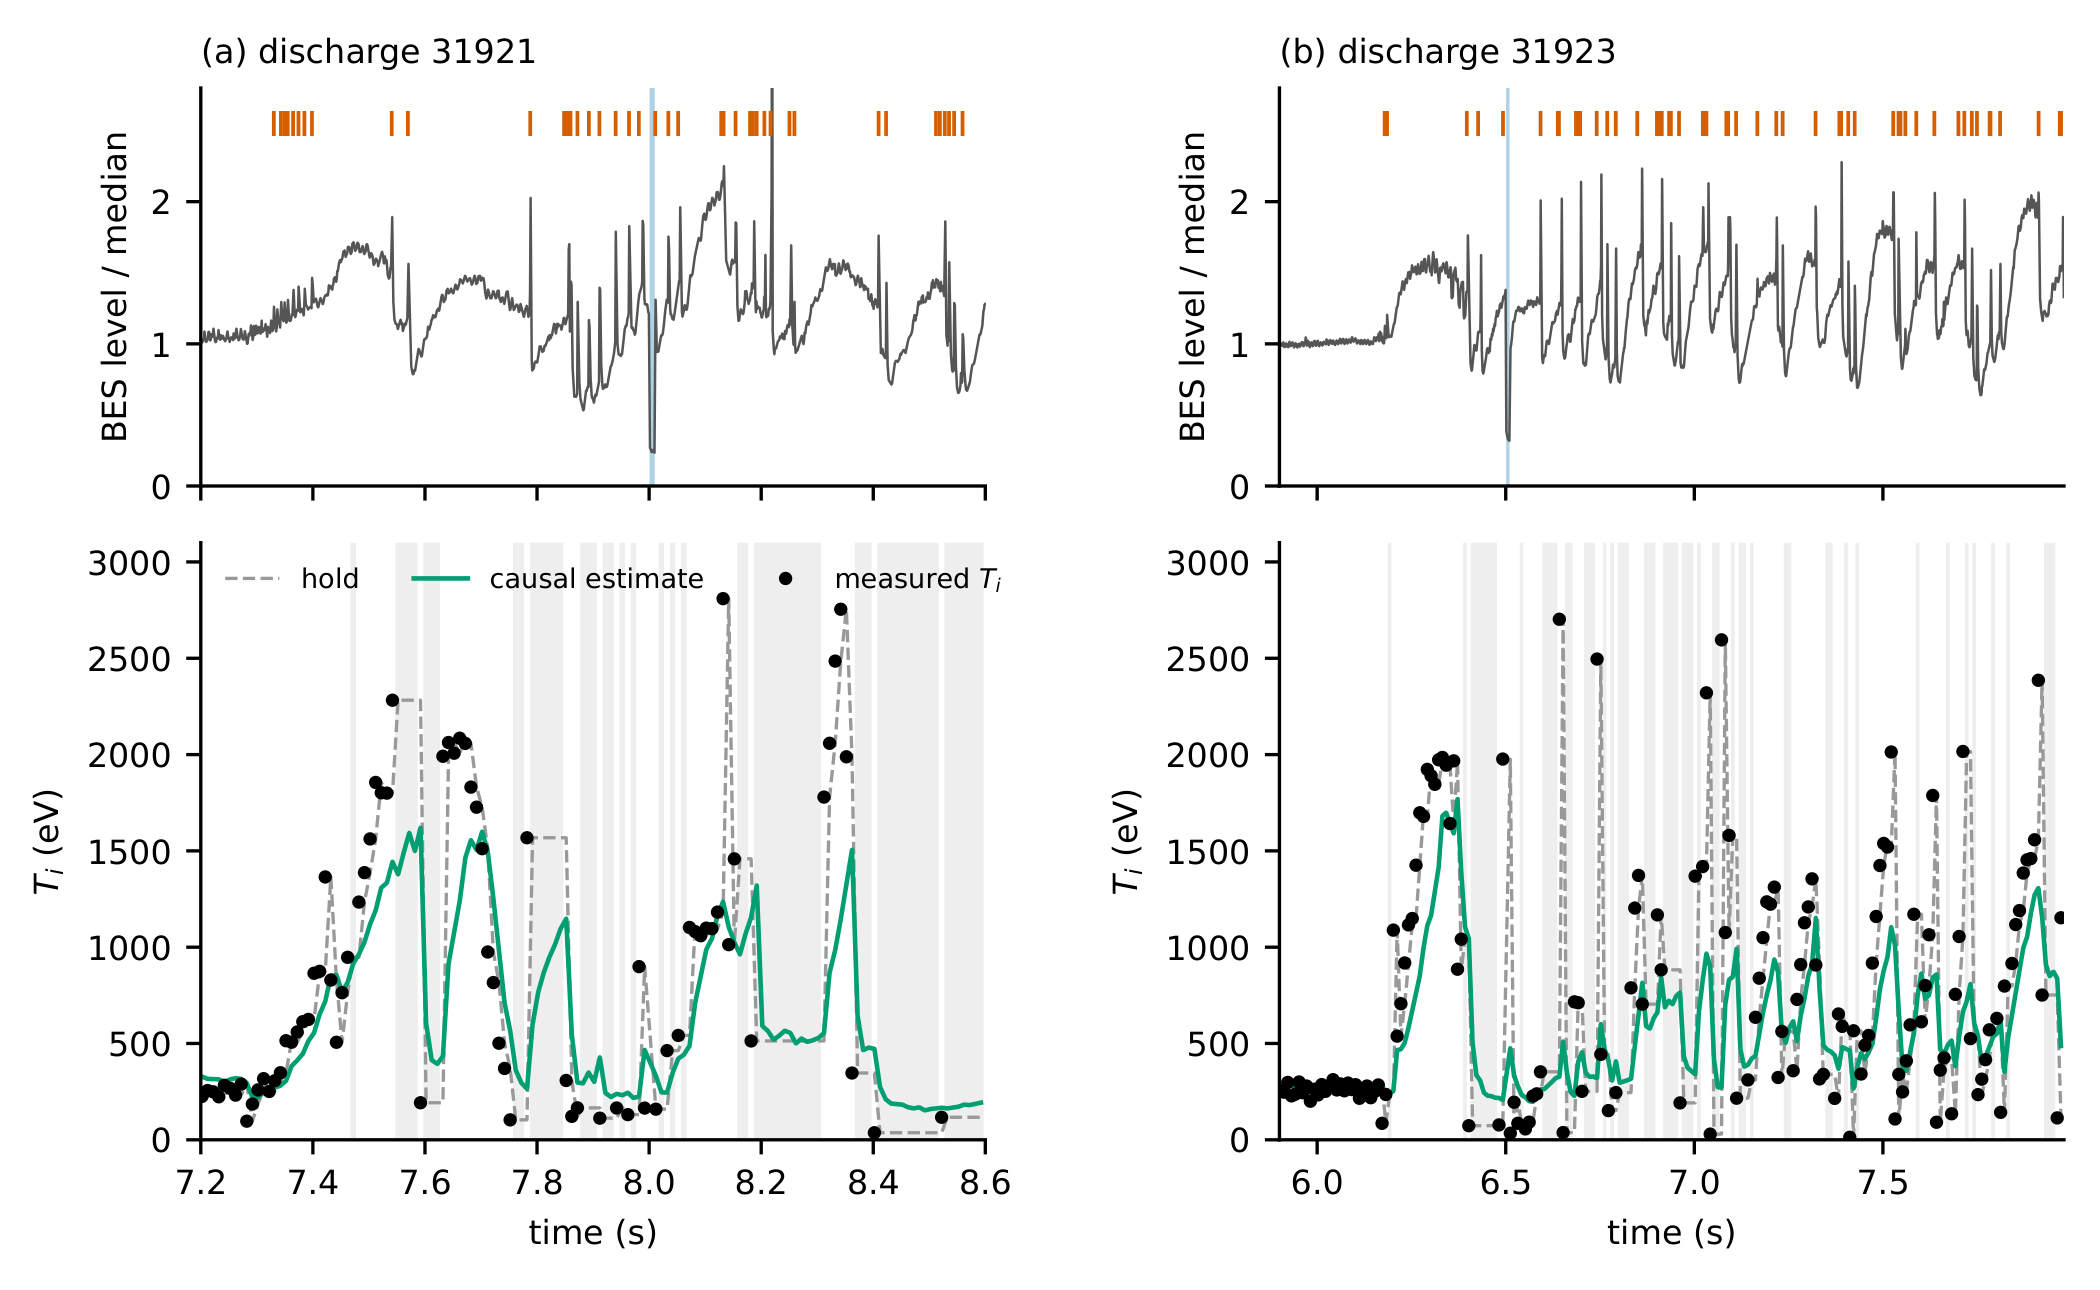 (a) discharge 31921
BES level / median
2
1
0
(b) discharge 31923
BES level / median
2
1
0
hold
causal estimate
measured T_i
T_i (eV)
3000
2500
2000
1500
1000
500
0
7.2 7.4 7.6 7.8 8.0 8.2 8.4 8.6
time (s)
T_i (eV)
3000
2500
2000
1500
1000
500
0
6.0 6.5 7.0 7.5
time (s)